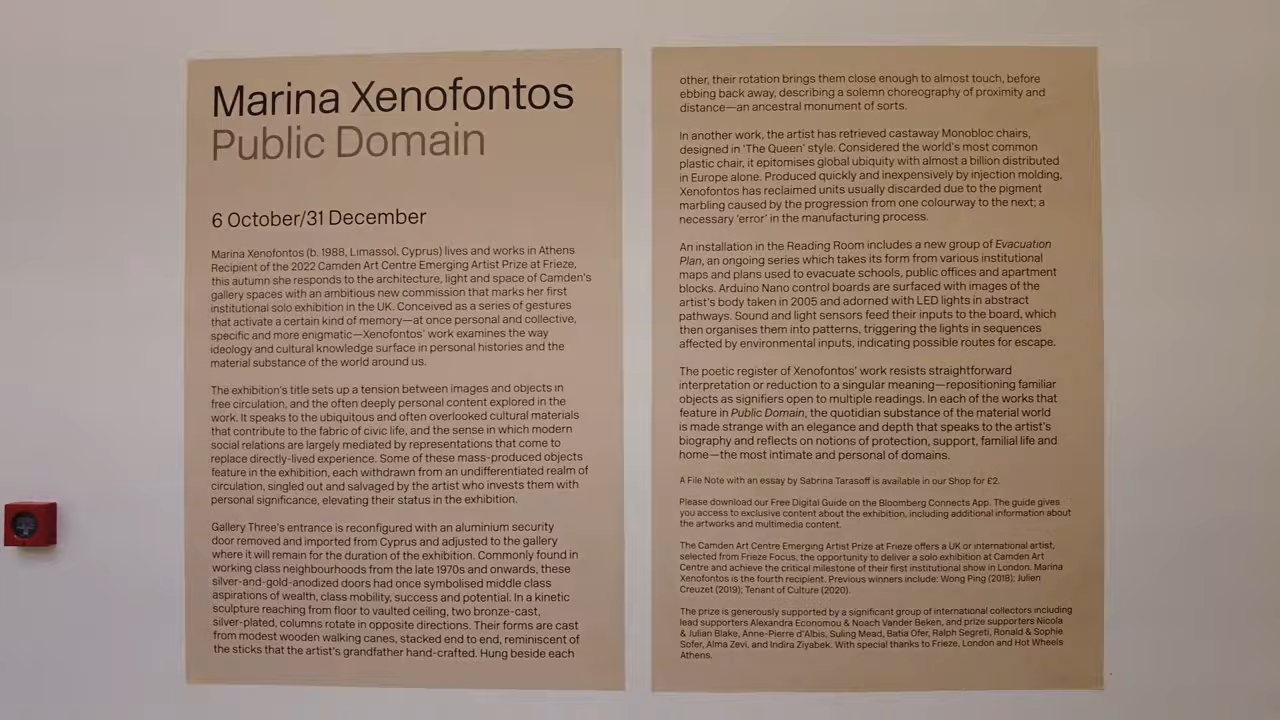 Marina Xenofontos
Public Domain
6 October/31 December
Marina Xenofontos (b. 1988, Limassol, Cyprus) lives and works in Athens
Recipient of the 2022 Camden Art Centre Emerging Artist Prize at Frieze,
this autumn she responds to the architecture, light and space of Camden's
gallery spaces with an ambitious new commission that marks her first
institutional solo exhibition in the UK. Conceived as a series of gestures
that activate a certain kind of memory—at once personal and collective,
specific and more enigmatic—Xenofontos' work examines the way
ideology and cultural knowledge surface in personal histories and the
material substance of the world around us.
The exhibition's title sets up a tension between images and objects in
free circulation, and the often deeply personal content explored in the
work. It speaks to the ubiquitous and often overlooked cultural materials
that contribute to the fabric of civic life, and the sense in which modern
social relations are largely mediated by representations that come to
replace directly-lived experience. Some of these mass-produced objects
feature in the exhibition, each withdrawn from an undifferentiated realm of
circulation, singled out and salvaged by the artist who invests them with
personal significance, elevating their status in the exhibition.
Gallery Three's entrance is reconfigured with an aluminium security
door removed and imported from Cyprus and adjusted to the gallery
where it will remain for the duration of the exhibition. Commonly found in
working class neighbourhoods from the late 1970s and onwards, these
silver-and-gold-anodized doors had once symbolised middle class
aspirations of wealth, class mobility, success and potential. In a kinetic
sculpture reaching from floor to vaulted ceiling, two bronze-cast,
silver-plated, columns rotate in opposite directions. Their forms are cast
from modest wooden walking canes, stacked end to end, reminiscent of
the sticks that the artist's grandfather hand-crafted. Hung beside each
other, their rotation brings them close enough to almost touch, before
ebbing back away, describing a solemn choreography of proximity and
distance—an ancestral monument of sorts.
In another work, the artist has retrieved castaway Monobloc chairs,
designed in 'The Queen' style. Considered the world's most common
plastic chair, it epitomises global ubiquity with almost a billion distributed
in Europe alone. Produced quickly and inexpensively by injection molding,
Xenofontos has reclaimed units usually discarded due to the pigment
marbling caused by the progression from one colourway to the next; a
necessary 'error' in the manufacturing process.
An installation in the Reading Room includes a new group of Evacuation
Plan, an ongoing series which takes its form from various institutional
maps and plans used to evacuate schools, public offices and apartment
blocks. Arduino Nano control boards are surfaced with images of the
artist's body taken in 2005 and adorned with LED lights in abstract
pathways. Sound and light sensors feed their inputs to the board, which
then organises them into patterns, triggering the lights in sequences
affected by environmental inputs, indicating possible routes for escape.
The poetic register of Xenofontos' work resists straightforward
interpretation or reduction to a singular meaning—repositioning familiar
objects as signifiers open to multiple readings. In each of the works that
feature in Public Domain, the quotidian substance of the material world
is made strange with an elegance and depth that speaks to the artist's
biography and reflects on notions of protection, support, familial life and
home—the most intimate and personal of domains.
A File Note with an essay by Sabrina Tarasoff is available in our Shop for £2.
Please download our Free Digital Guide on the Bloomberg Connects App. The guide gives
you access to exclusive content about the exhibition, including additional information about
the artworks and multimedia content.
The Camden Art Centre Emerging Artist Prize at Frieze offers a UK or international artist,
selected from Frieze Focus, the opportunity to deliver a solo exhibition at Camden Art
Centre and achieve the critical milestone of their first institutional show in London. Marina
Xenofontos is the fourth recipient. Previous winners include: Wong Ping (2018); Julien
Creuzet (2019); Tenant of Culture (2020).
The prize is generously supported by a significant group of international collectors including
lead supporters Alexandra Economou & Noach Vander Beken, and prize supporters Nicola
& Julian Blake, Anne-Pierre d'Albis, Suling Mead, Batia Ofer, Ralph Segreti, Ronald & Sophie
Sofer, Alma Zevi, and Indira Ziyabek. With special thanks to Frieze, London and Hot Wheels
Athens.